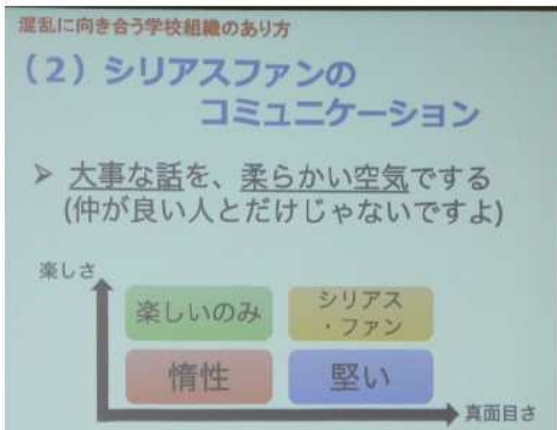 混乱に向き合う学校組織のあり方
(2)シリアスファンの
コミュニケーション
➤ 大事な話を、柔らかい空気でする
(仲が良い人とだけじゃないですよ)
楽しさ
楽しいのみ
シリアス
・ファン
惰性
堅い
真面目さ